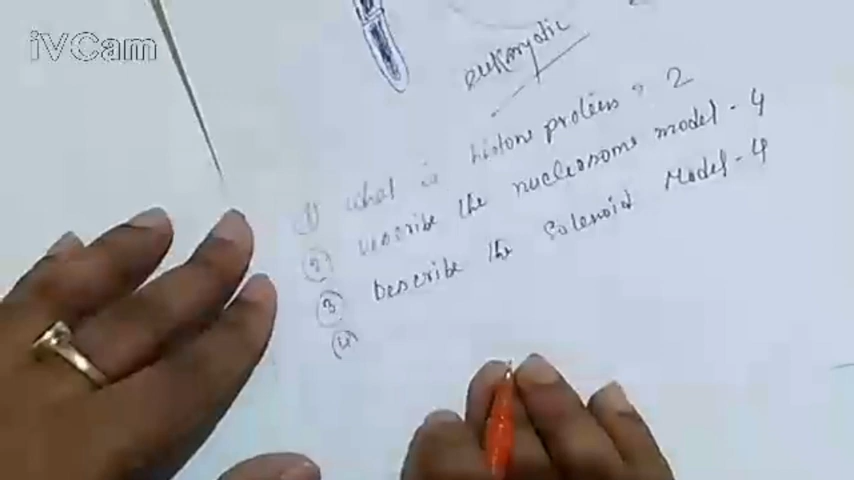 iVCam
eukaryotic
1) what is histone proteins ? 2
2) Describe the nucleosome model - 4
3) Describe the Solenoid Model - 4
4)